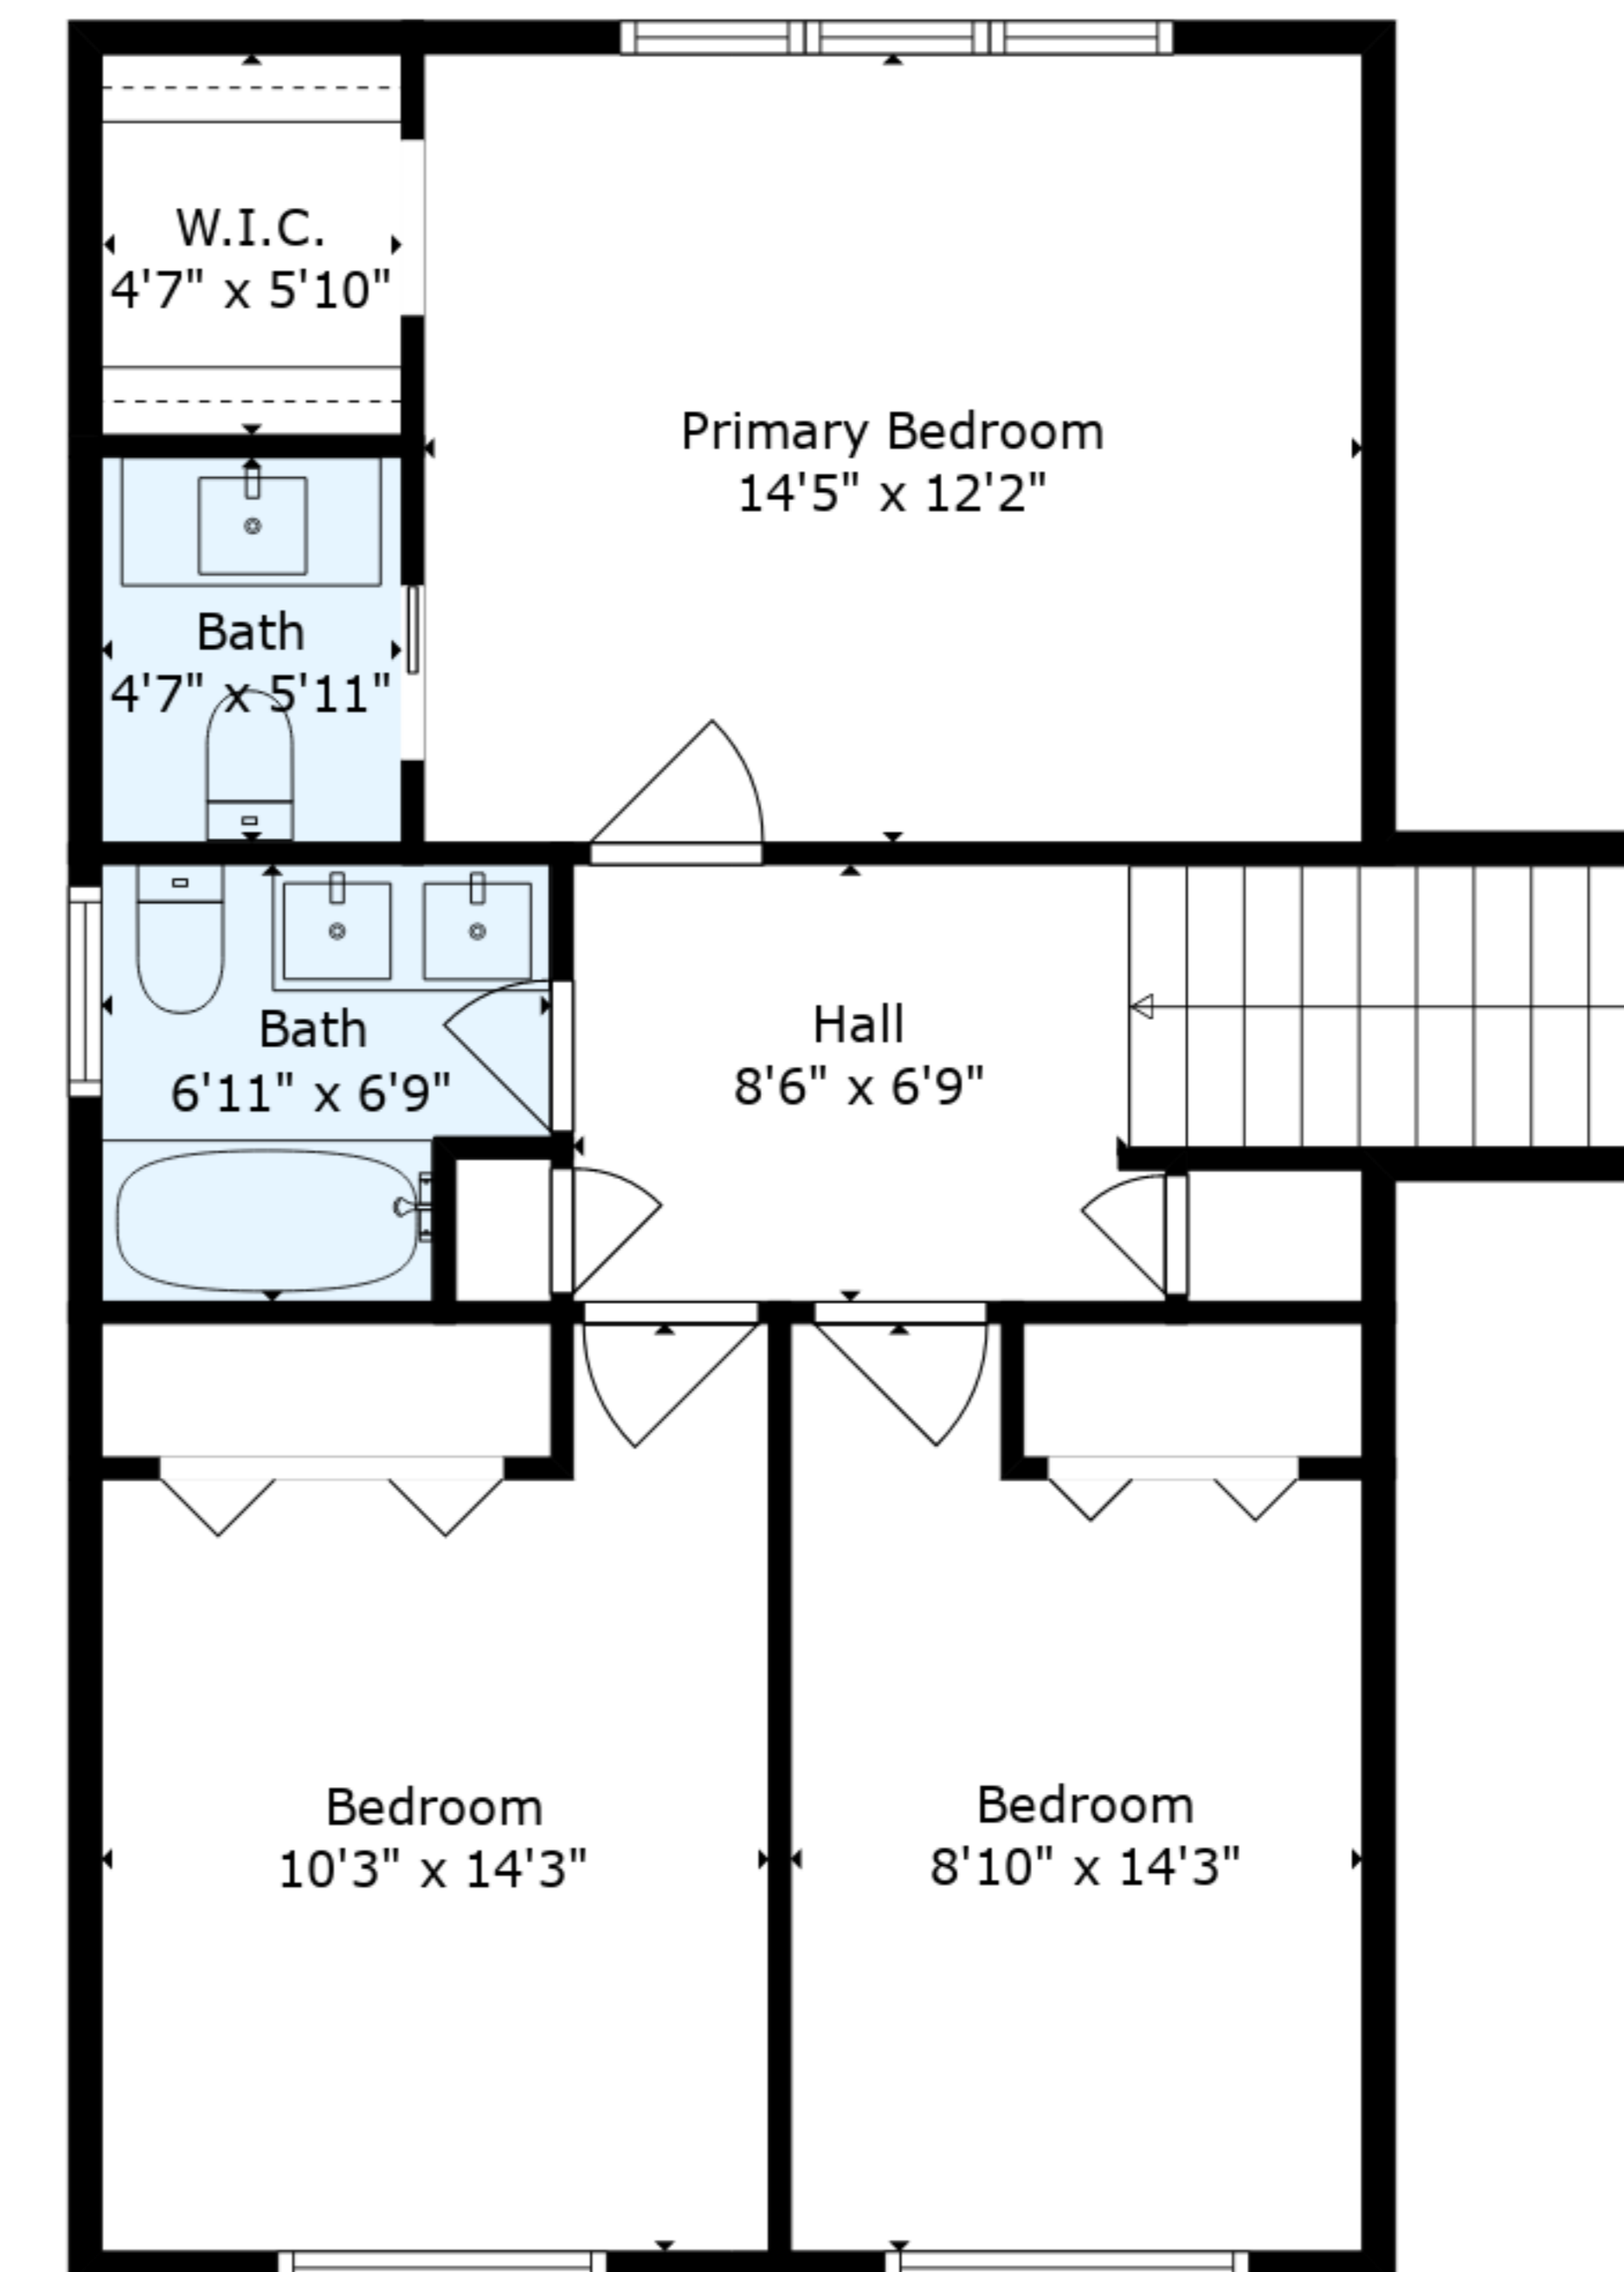 W.I.C.
4'7" x 5'10"
Primary Bedroom
14'5" x 12'2"
Bath
4'7" x 5'11"
Bath
6'11" x 6'9"
Hall
8'6" x 6'9"
Bedroom
10'3" x 14'3"
Bedroom
8'10" x 14'3"